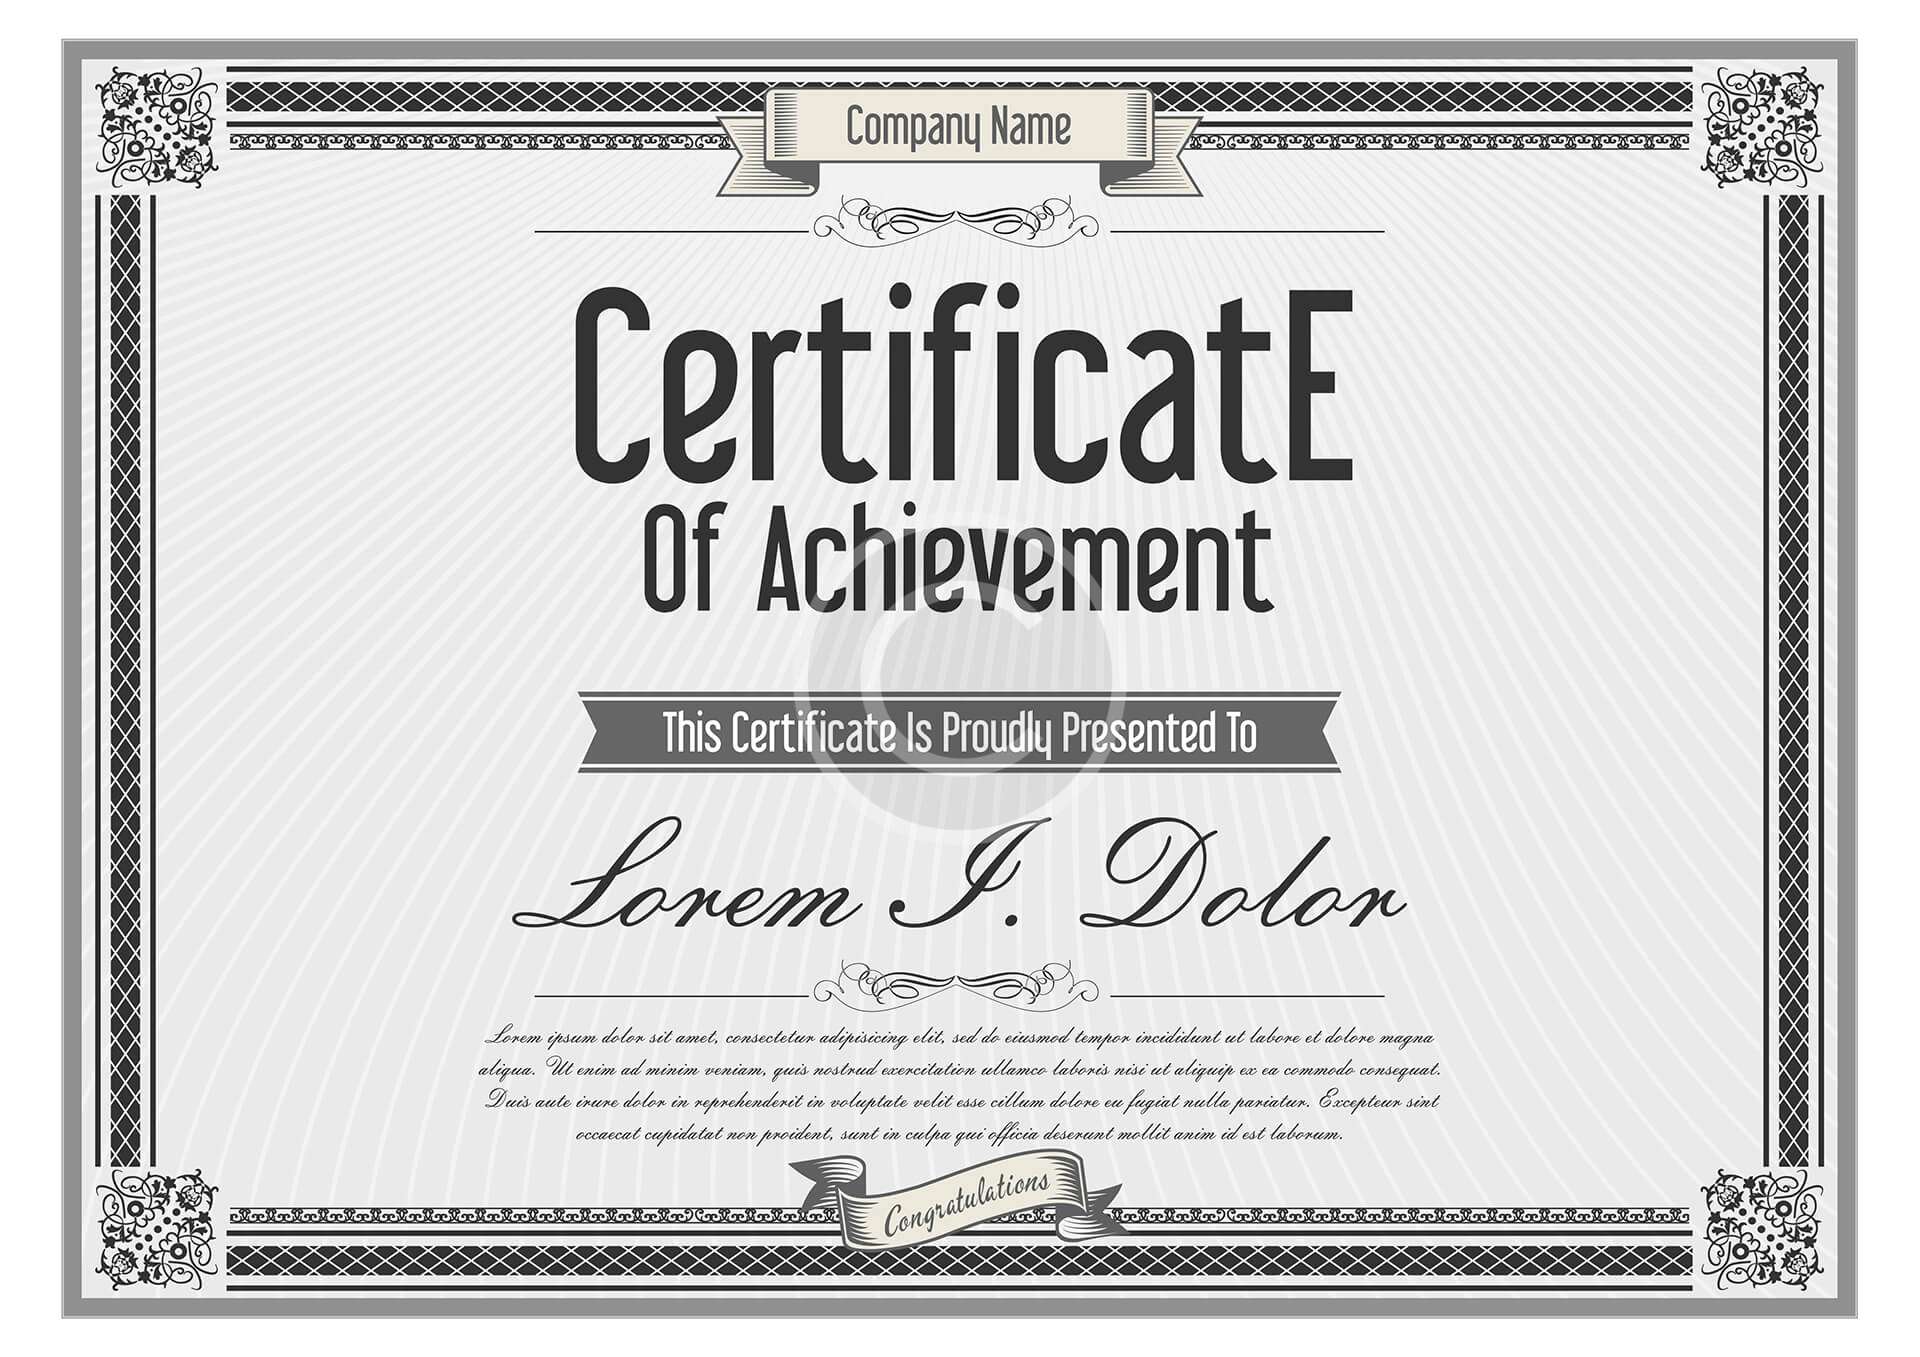 Company Name
CertificatE
Of Achievement
This Certificate Is Proudly Presented To
Lorem I. Dolor
Lorem ipsum dolor sit amet, consectetur adipisicing elit, sed do eiusmod tempor incididunt ut labore et dolore magna
aliqua. Ut enim ad minim veniam, quis nostrud exercitation ullamco laboris nisi ut aliquip ex ea commodo consequat.
Duis aute irure dolor in reprehenderit in voluptate velit esse cillum dolore eu fugiat nulla pariatur. Excepteur sint
occaecat cupidatat non proident, sunt in culpa qui officia deserunt mollit anim id est laborum.
Congratulations